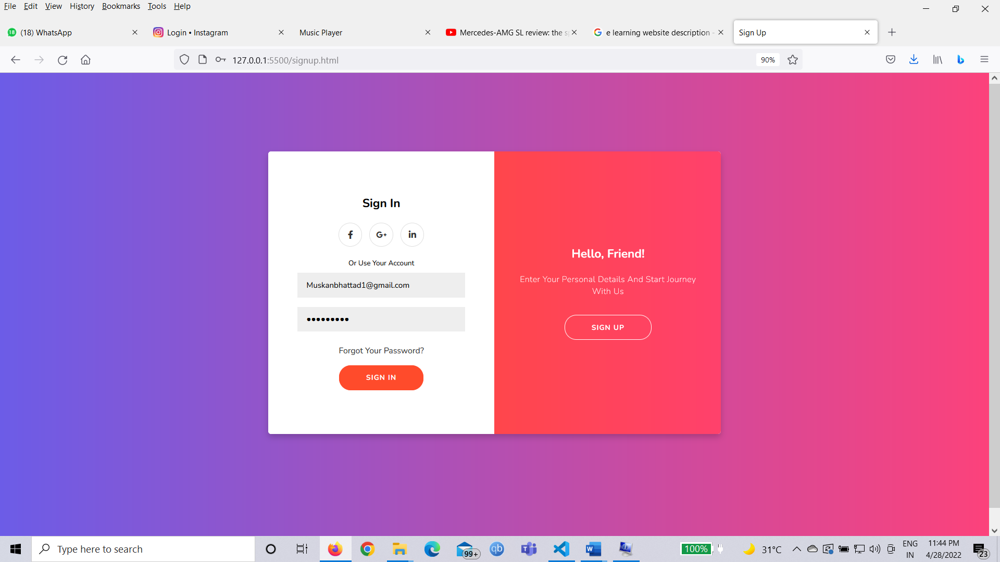 File Edit View History Bookmarks Tools Help
(18) WhatsApp
Login • Instagram
Music Player
Mercedes-AMG SL review: the s
e learning website description -
Sign Up
127.0.0.1:5500/signup.html
90%
Sign In
G+
in
Or Use Your Account
Muskanbhattad1@gmail.com
•••••••••
Forgot Your Password?
SIGN IN
Hello, Friend!
Enter Your Personal Details And Start Journey
With Us
SIGN UP
Type here to search
99+
qb
100%
31°C
ENG
IN
11:44 PM
4/28/2022
23